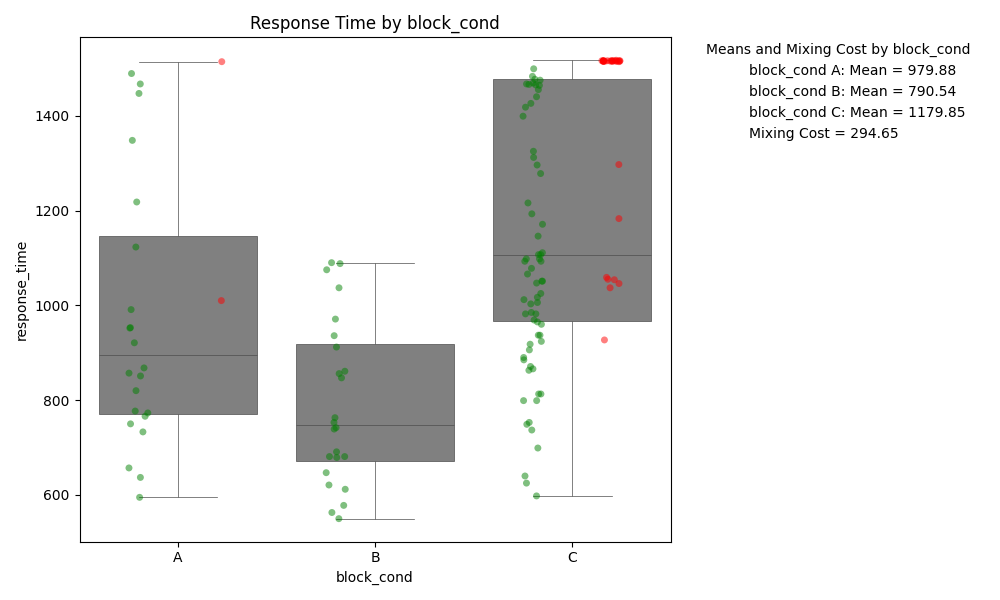 Response Time by block_cond
Means and Mixing Cost by block_cond
block_cond A: Mean = 979.88
block_cond B: Mean = 790.54
block_cond C: Mean = 1179.85
Mixing Cost = 294.65
response_time
1400
1200
1000
800
600
A
B
C
block_cond